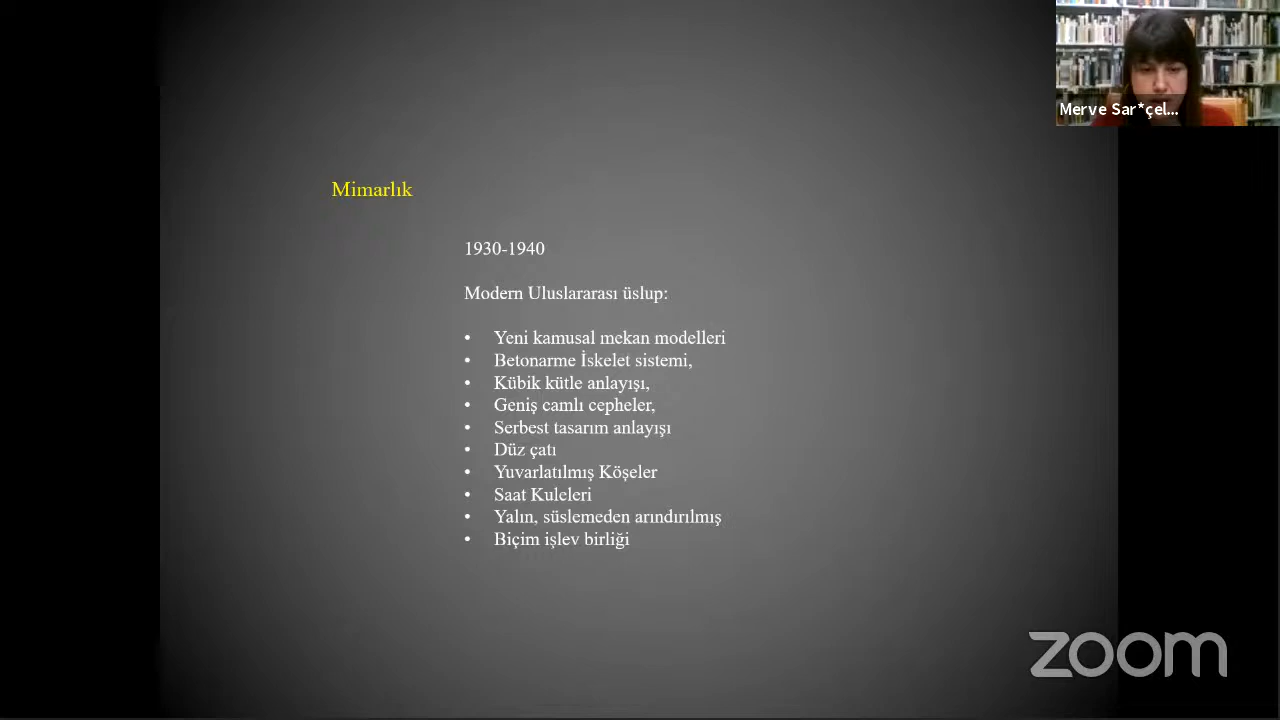 Merve Sar*çel...
Mimarlık
1930-1940
Modern Uluslararası üslup:
• Yeni kamusal mekan modelleri
• Betonarme İskelet sistemi,
• Kübik kütle anlayışı,
• Geniş camlı cepheler,
• Serbest tasarım anlayışı
• Düz çatı
• Yuvarlatılmış Köşeler
• Saat Kuleleri
• Yalın, süslemeden arındırılmış
• Biçim işlev birliği
zoom